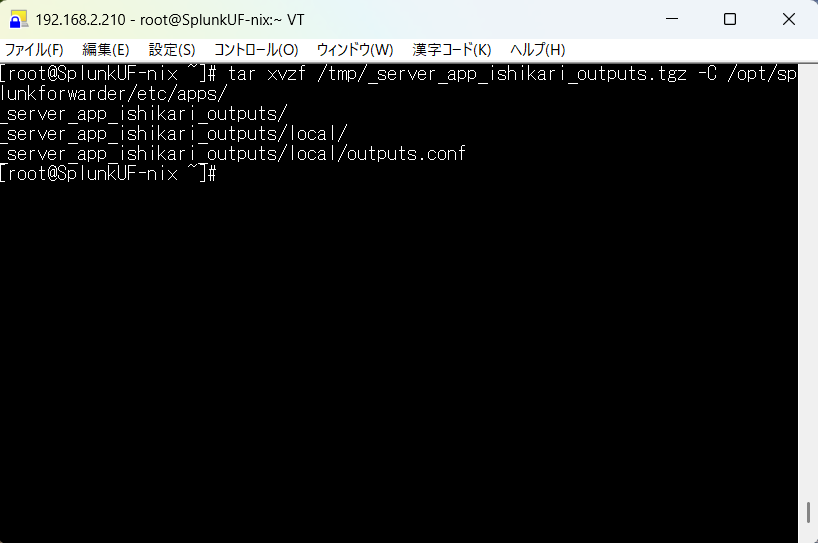 192.168.2.210 - root@SplunkUF-nix:~ VT
ファイル(F) 編集(E) 設定(S) コントロール(O) ウィンドウ(W) 漢字コード(K) ヘルプ(H)
[root@SplunkUF-nix ~]# tar xvzf /tmp/_server_app_ishikari_outputs.tgz -C /opt/sp
lunkforwarder/etc/apps/
_server_app_ishikari_outputs/
_server_app_ishikari_outputs/local/
_server_app_ishikari_outputs/local/outputs.conf
[root@SplunkUF-nix ~]#